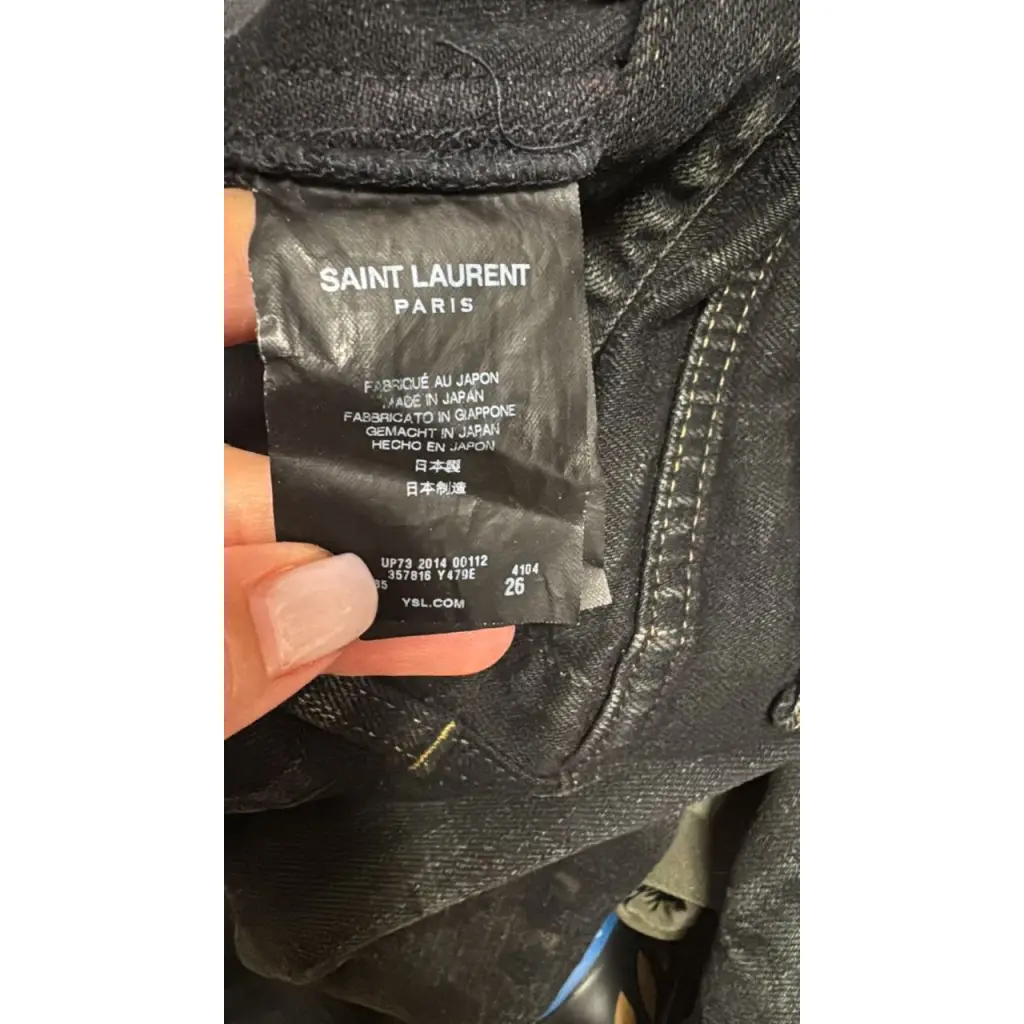 SAINT LAURENT
PARIS
FABRIQUÉ AU JAPON
MADE IN JAPAN
FABBRICATO IN GIAPPONE
GEMACHT IN JAPAN
HECHO EN JAPON
日本製
日本制造
UP73 2014 00112
357816 Y479E 4104
26
YSL.COM